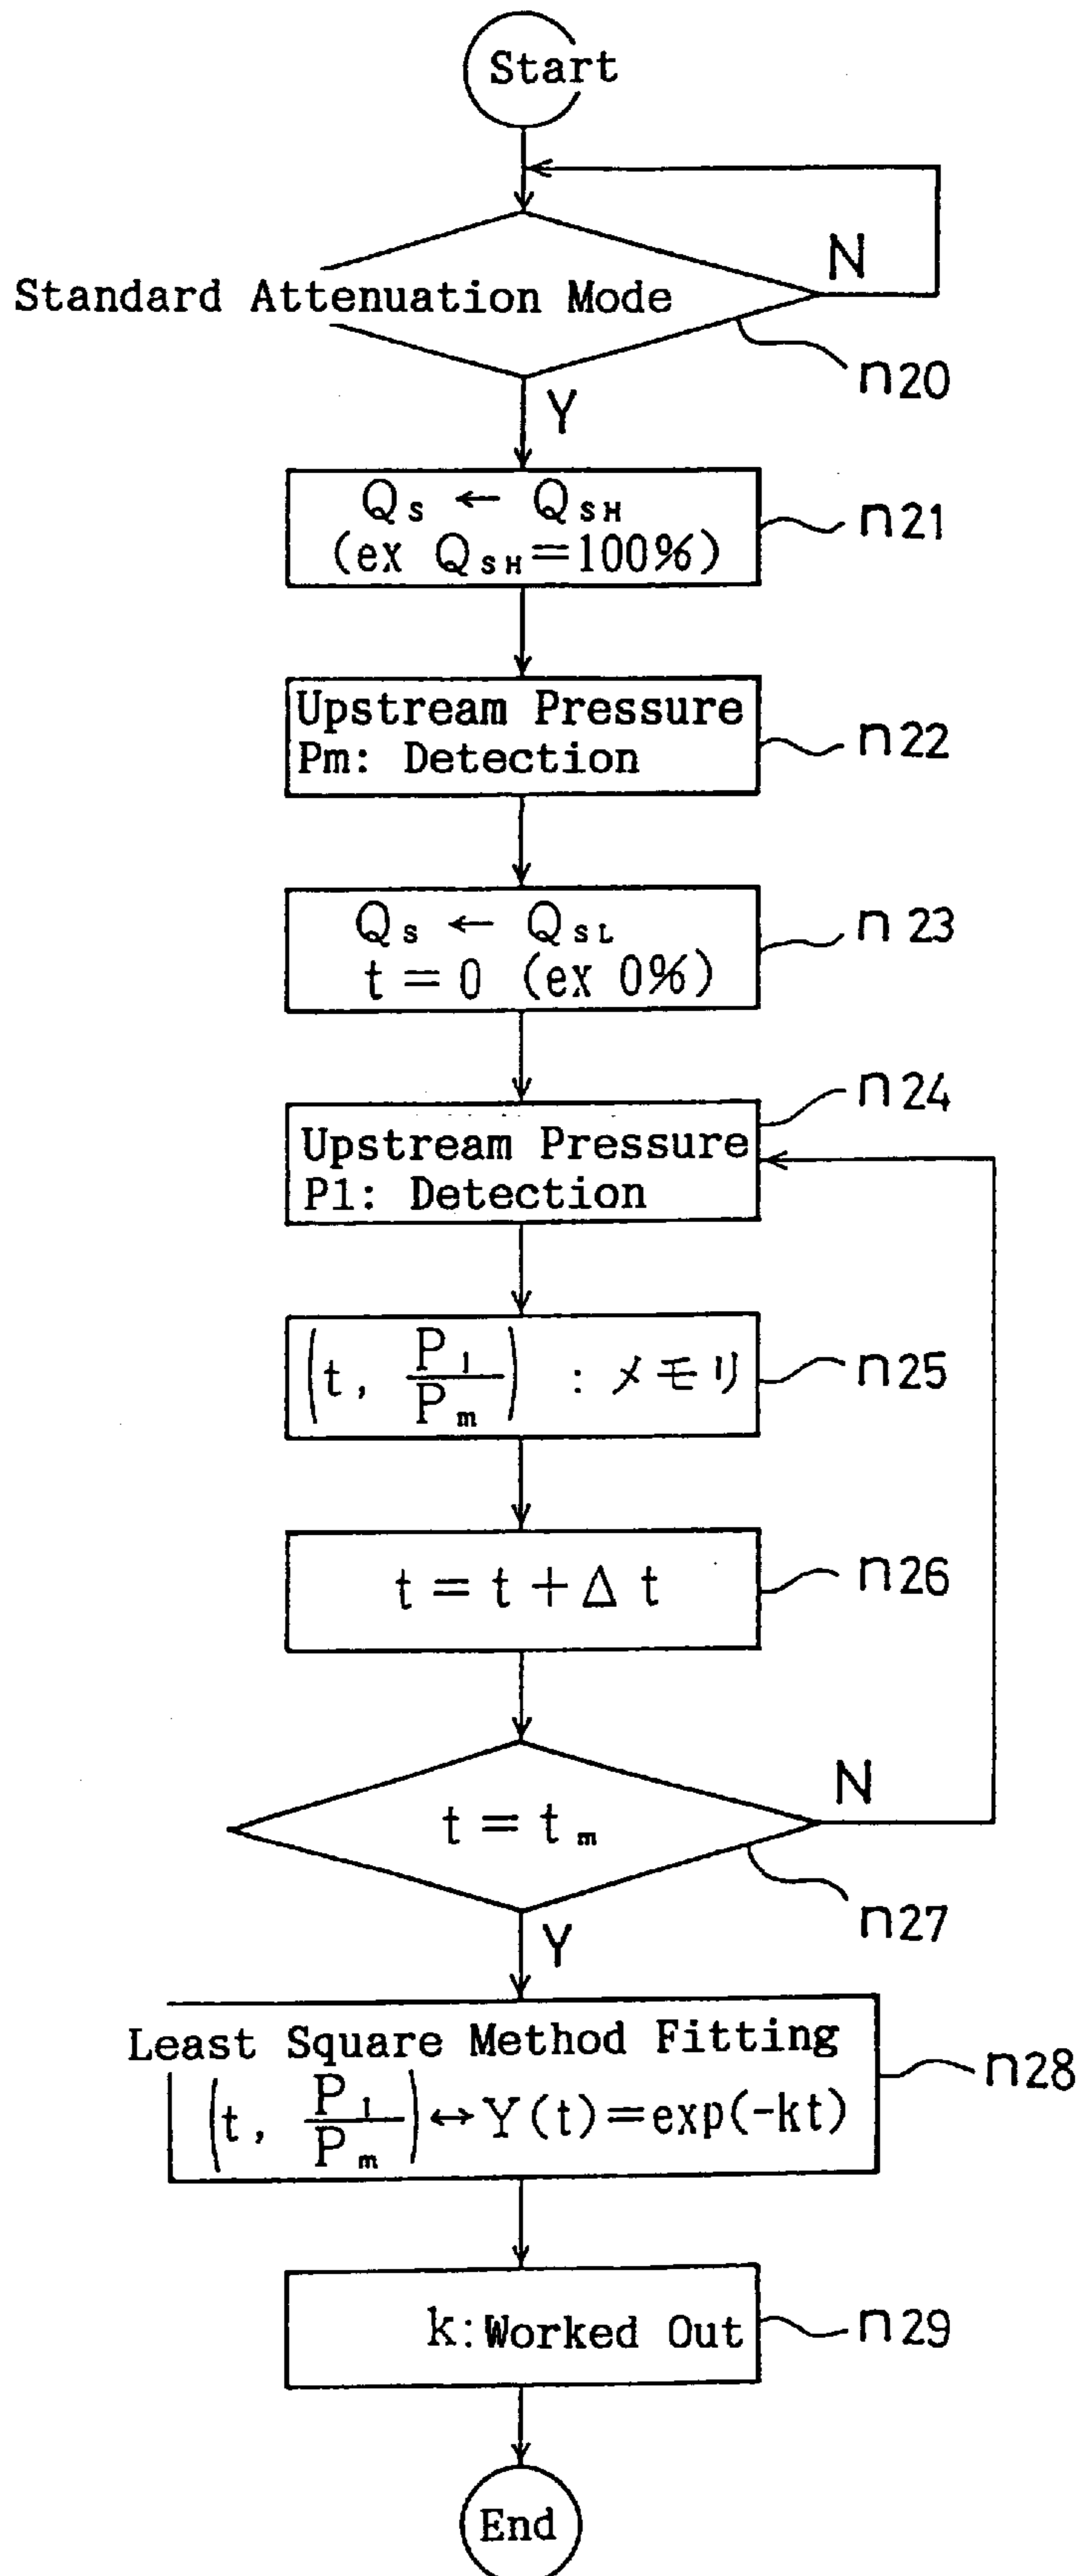 Start
N
Standard Attenuation Mode
n20
Y
Qs ← QSH
(ex QSH=100%)
n21
Upstream Pressure
Pm: Detection
n22
Qs ← QSL
t = 0 (ex 0%)
n23
n24
Upstream Pressure
P1: Detection
(t, P1/Pm) : メモリ
n25
t = t + Δt
n26
N
t = tm
n27
Y
Least Square Method Fitting
(t, P1/Pm) ↔ Y(t)=exp(-kt)
n28
k: Worked Out
n29
End